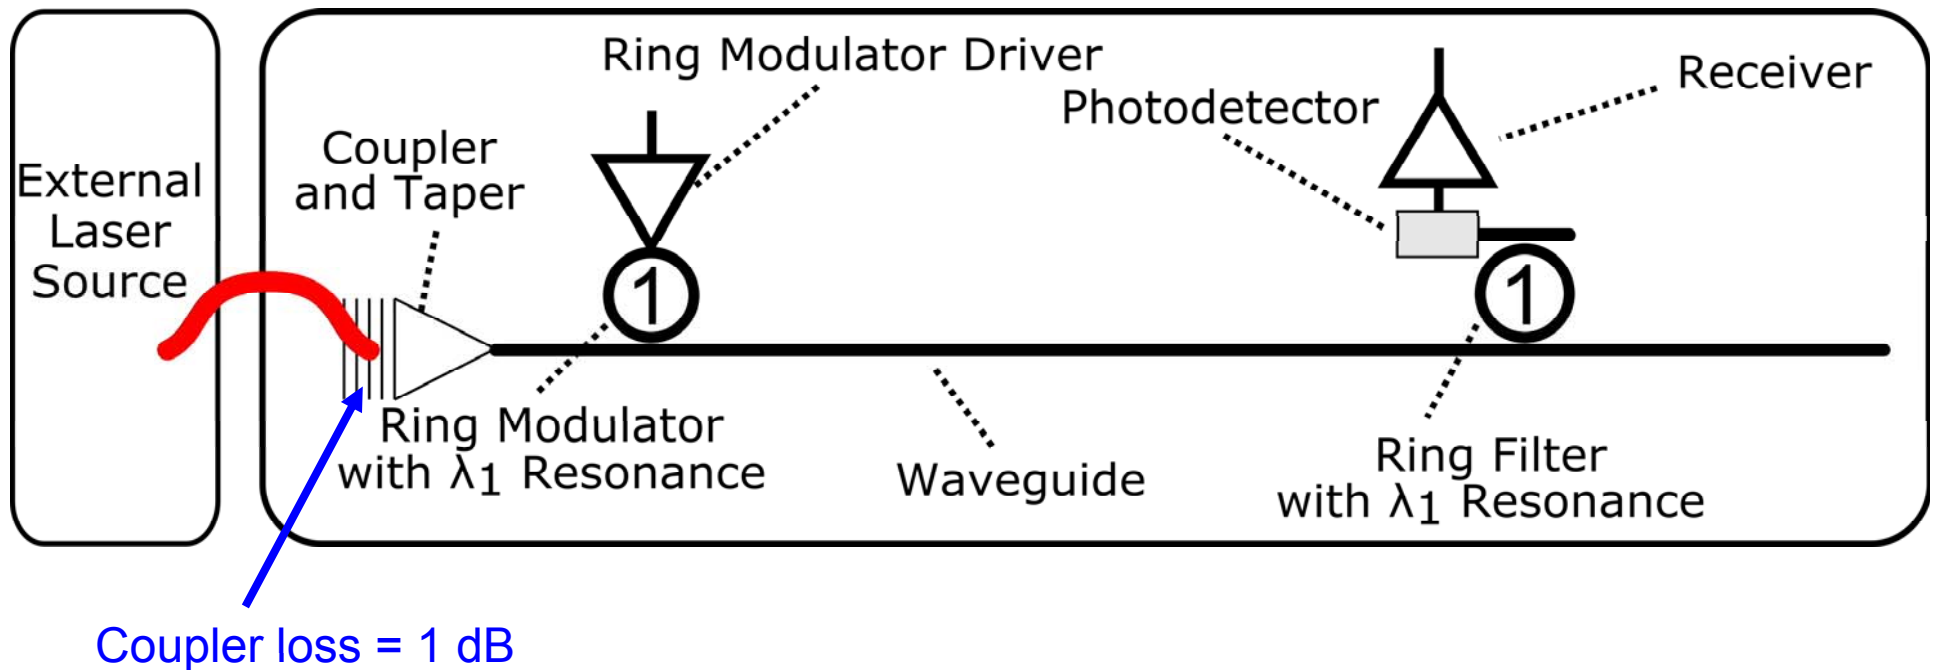 Ring Modulator Driver
Receiver
Photodetector
Coupler
and Taper
External
Laser
Source
1
1
Ring Modulator
with λ1 Resonance
Waveguide
Ring Filter
with λ1 Resonance
Coupler loss = 1 dB